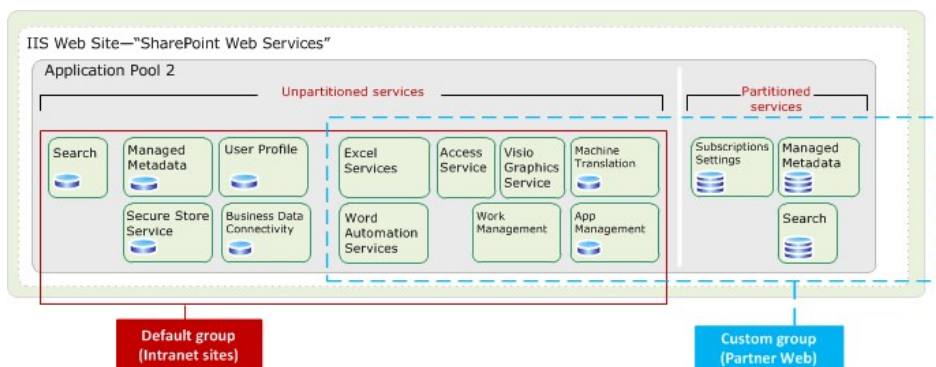 IIS Web Site—“SharePoint Web Services”
Application Pool 2
Unpartitioned services
Partitioned
services
Search
Managed
Metadata
User Profile
Excel
Services
Access
Service
Visio
Graphics
Service
Machine
Translation
Subscriptions
Settings
Managed
Metadata
Secure Store
Service
Business Data
Connectivity
Word
Automation
Services
Work
Management
App
Management
Search
Default group
(Intranet sites)
Custom group
(Partner Web)